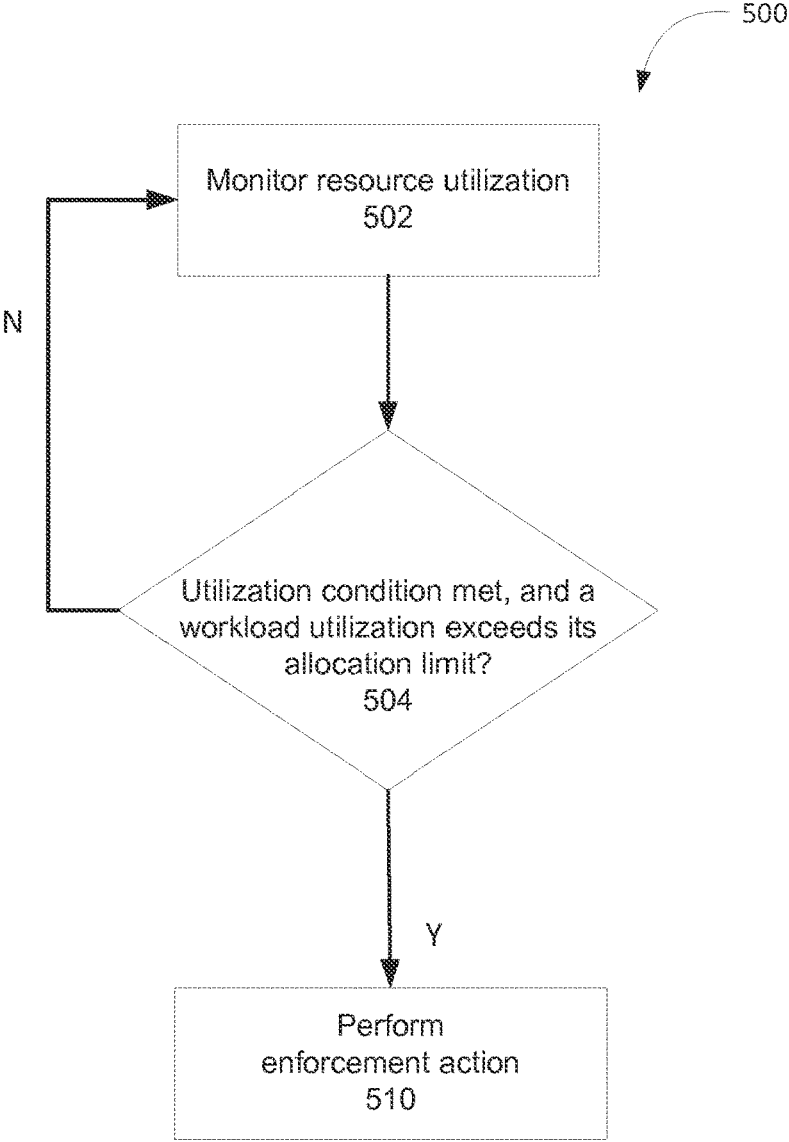 500
Monitor resource utilization
502
N
Utilization condition met, and a
workload utilization exceeds its
allocation limit?
504
Y
Perform
enforcement action
510